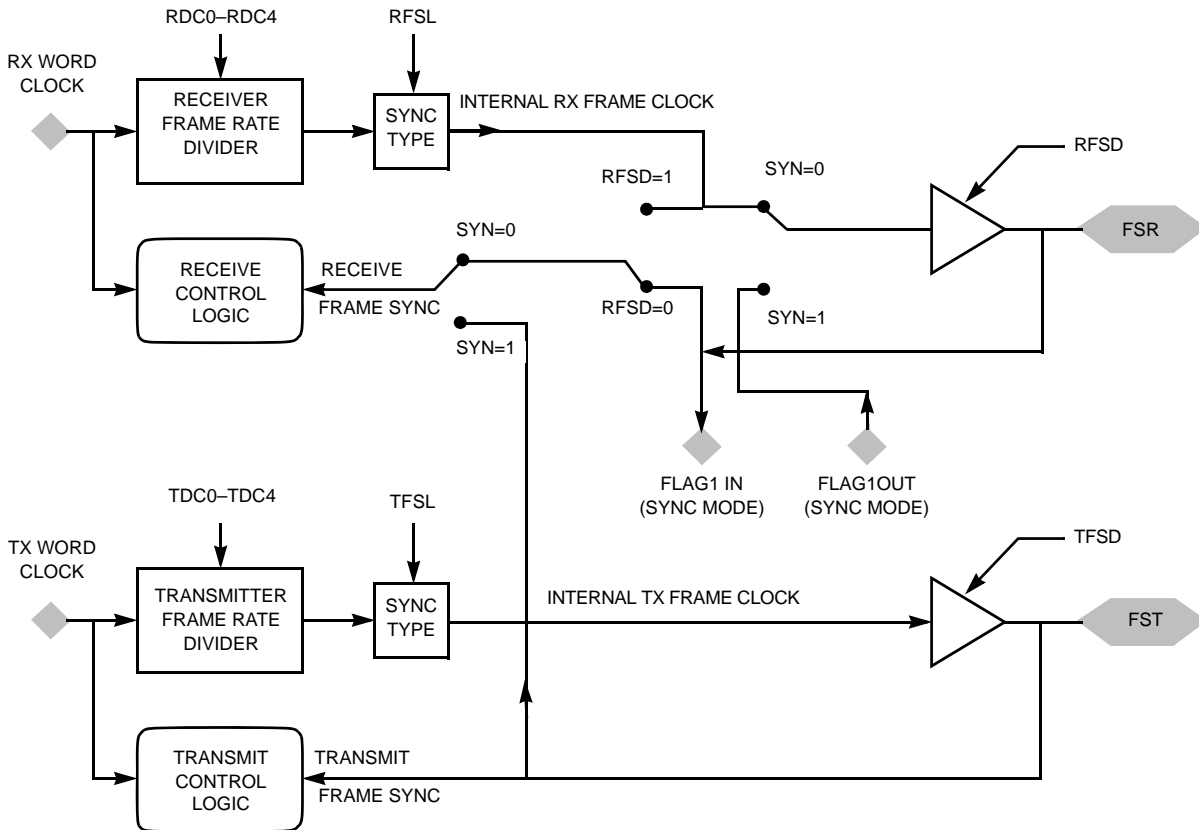 RDC0–RDC4
RFSL
RX WORD
CLOCK
RECEIVER
FRAME RATE
DIVIDER
SYNC
TYPE
INTERNAL RX FRAME CLOCK
RFSD
RFSD=1
SYN=0
FSR
SYN=0
RECEIVE
CONTROL
LOGIC
RECEIVE
FRAME SYNC
RFSD=0
SYN=1
SYN=1
FLAG1 IN
(SYNC MODE)
FLAG1OUT
(SYNC MODE)
TDC0–TDC4
TFSL
TX WORD
CLOCK
TRANSMITTER
FRAME RATE
DIVIDER
SYNC
TYPE
INTERNAL TX FRAME CLOCK
TFSD
FST
TRANSMIT
CONTROL
LOGIC
TRANSMIT
FRAME SYNC